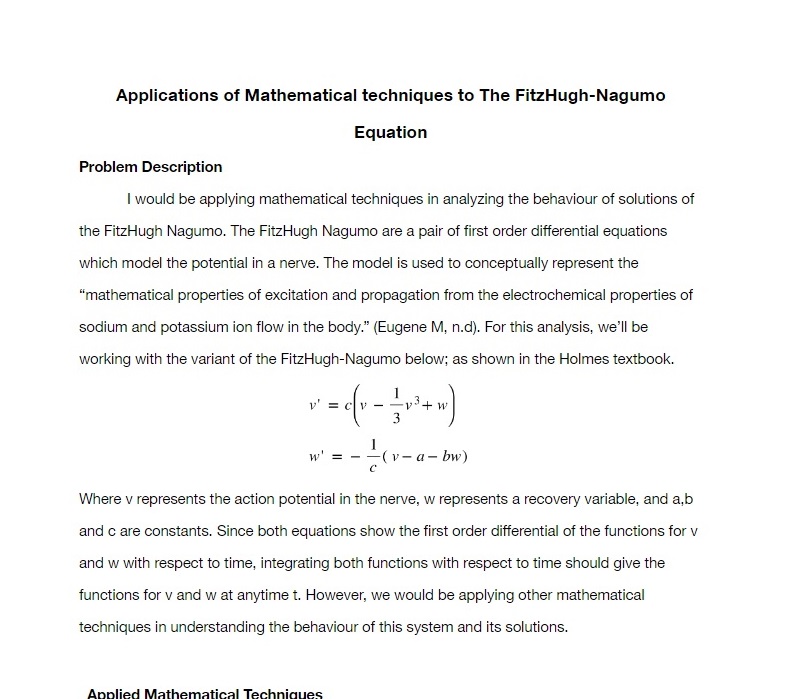 Applications of Mathematical techniques to The FitzHugh-Nagumo
Equation
Problem Description
I would be applying mathematical techniques in analyzing the behaviour of solutions of
the FitzHugh Nagumo. The FitzHugh Nagumo are a pair of first order differential equations
which model the potential in a nerve. The model is used to conceptually represent the
“mathematical properties of excitation and propagation from the electrochemical properties of
sodium and potassium ion flow in the body.” (Eugene M, n.d). For this analysis, we’ll be
working with the variant of the FitzHugh-Nagumo below; as shown in the Holmes textbook.
v' = c(v − 1/3 v³ + w)
w' = − 1/c (v − a − bw)
Where v represents the action potential in the nerve, w represents a recovery variable, and a,b
and c are constants. Since both equations show the first order differential of the functions for v
and w with respect to time, integrating both functions with respect to time should give the
functions for v and w at anytime t. However, we would be applying other mathematical
techniques in understanding the behaviour of this system and its solutions.
Applied Mathematical Techniques